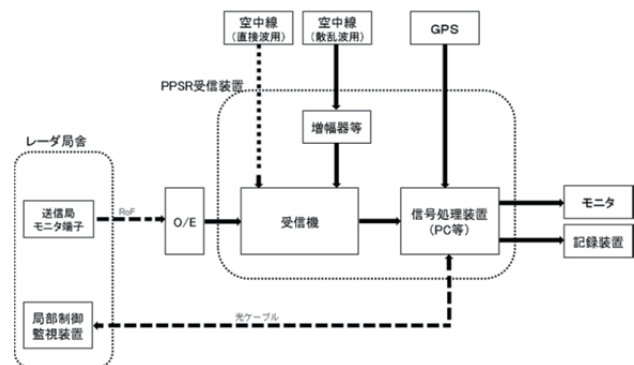 空中線
(直接波用)
空中線
(散乱波用)
GPS
PPSR受信装置
増幅器等
レーダ局舎
送信局
モニタ端子
RoF
O/E
受信機
信号処理装置
(PC等)
モニタ
記録装置
局部制御
監視装置
光ケーブル